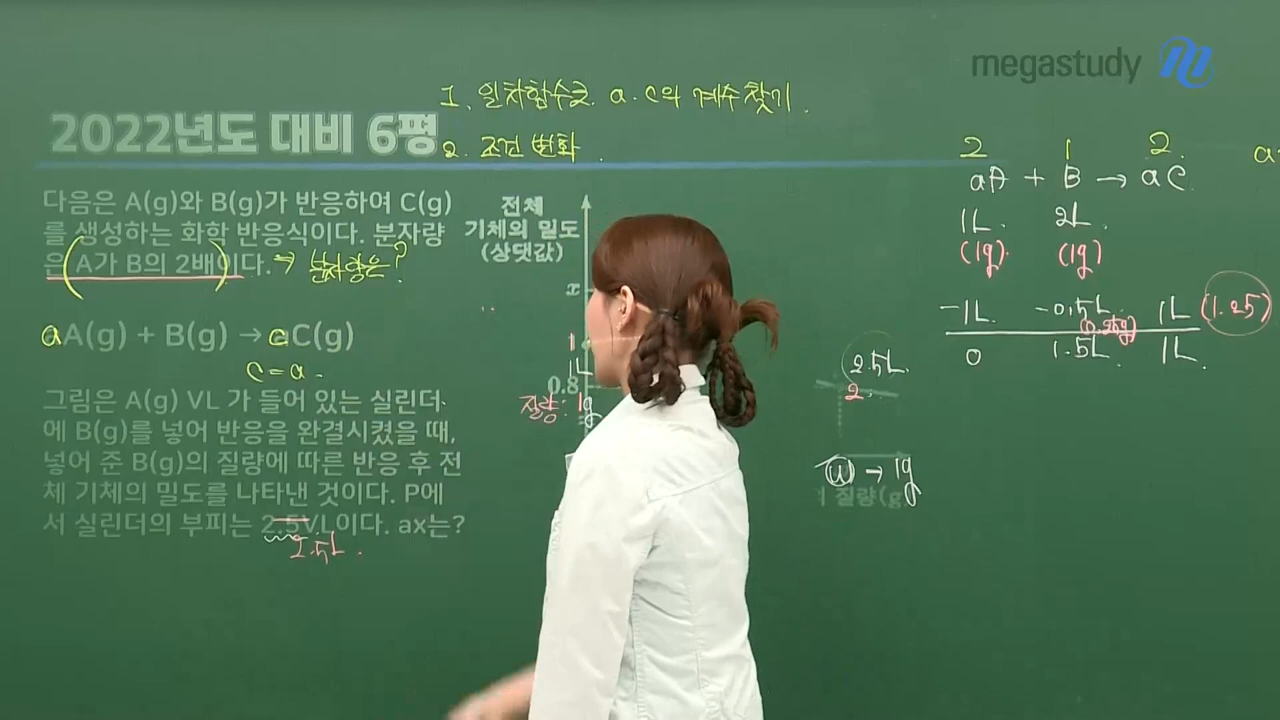 megastudy
1. 일차함수로. a.c의 계수찾기.
2022년도 대비 6평
2. 조건 변화.
다음은 A(g)와 B(g)가 반응하여 C(g)
를 생성하는 화학 반응식이다. 분자량
은 (A가 B의 2배)이다. → 분자량은?
aA(g) + B(g) → aC(g)
c = a.
그림은 A(g) VL 가 들어 있는 실린더
에 B(g)를 넣어 반응을 완결시켰을 때,
넣어 준 B(g)의 질량에 따른 반응 후 전
체 기체의 밀도를 나타낸 것이다. P에
서 실린더의 부피는 2.5VL이다. ax는?
2.5L.
전체
기체의 밀도
(상댓값)
x
1
1L
0.8
질량: 1g
2.5L
2.
w → 1g
질량(g
2 1 2.
aA + B → aC
1L. 2L
(1g). (1g)
-1L. -0.5L. 1L (1.25)
(0.25g)
0 1.5L 1L.
a